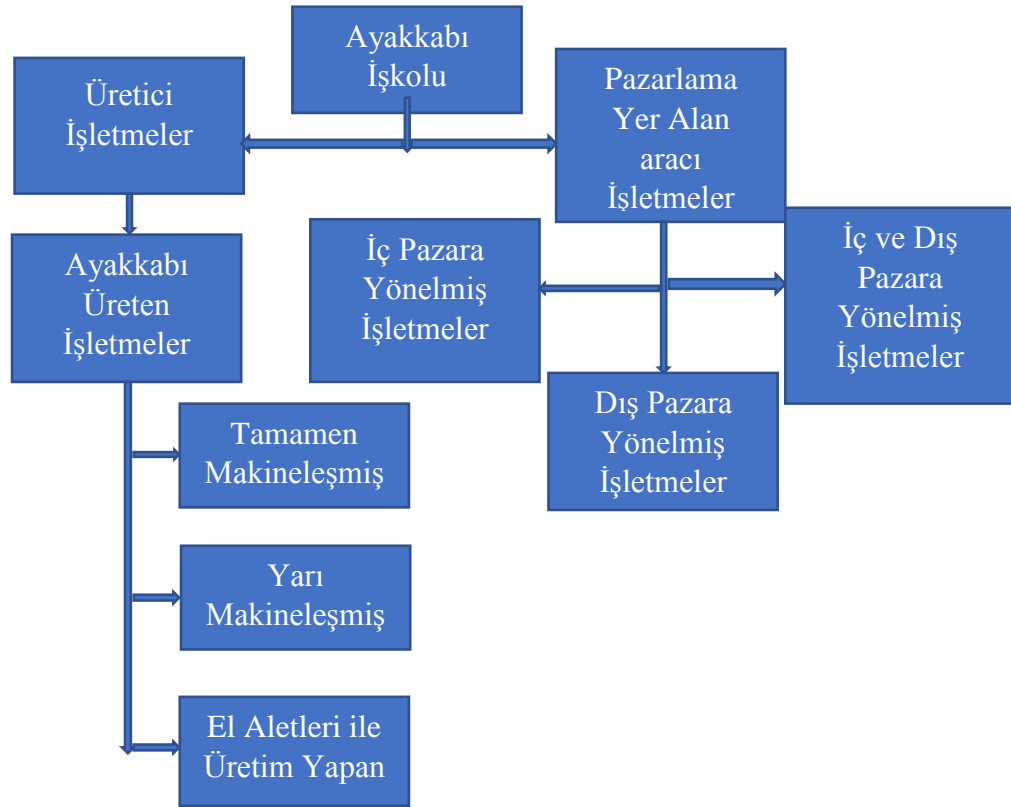 Ayakkabı
İşkolu
Üretici
İşletmeler
Pazarlama
Yer Alan
aracı
İşletmeler
Ayakkabı
Üreten
İşletmeler
İç Pazara
Yönelmiş
İşletmeler
İç ve Dış
Pazara
Yönelmiş
İşletmeler
Dış Pazara
Yönelmiş
İşletmeler
Tamamen
Makineleşmiş
Yarı
Makineleşmiş
El Aletleri ile
Üretim Yapan